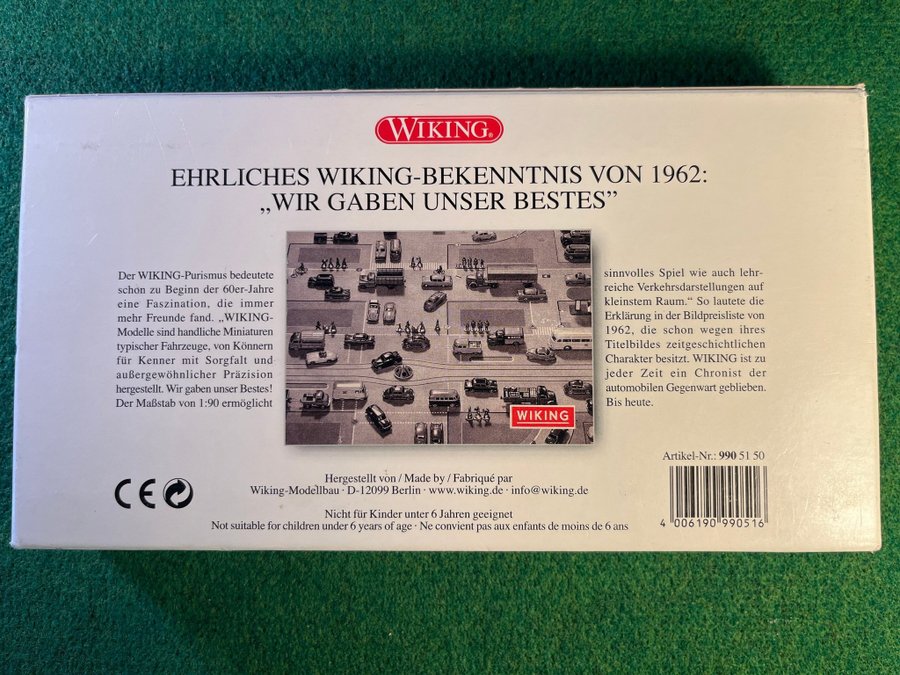 WIKING®
EHRLICHES WIKING-BEKENNTNIS VON 1962:
„WIR GABEN UNSER BESTES”
Der WIKING-Purismus bedeutete
schon zu Beginn der 60er-Jahre
eine Faszination, die immer
mehr Freunde fand. „WIKING-
Modelle sind handliche Miniaturen
typischer Fahrzeuge, von Könnern
für Kenner mit Sorgfalt und
außergewöhnlicher Präzision
hergestellt. Wir gaben unser Bestes!
Der Maßstab von 1:90 ermöglicht
WIKING
sinnvolles Spiel wie auch lehr-
reiche Verkehrsdarstellungen auf
kleinstem Raum.“ So lautete die
Erklärung in der Bildpreisliste von
1962, die schon wegen ihres
Titelbildes zeitgeschichtlichen
Charakter besitzt. WIKING ist zu
jeder Zeit ein Chronist der
automobilen Gegenwart geblieben.
Bis heute.
Artikel-Nr.: 990 51 50
CE
Hergestellt von / Made by / Fabriqué par
Wiking-Modellbau · D-12099 Berlin · www.wiking.de · info@wiking.de
Nicht für Kinder unter 6 Jahren geeignet
Not suitable for children under 6 years of age · Ne convient pas aux enfants de moins de 6 ans
4 006190 990516